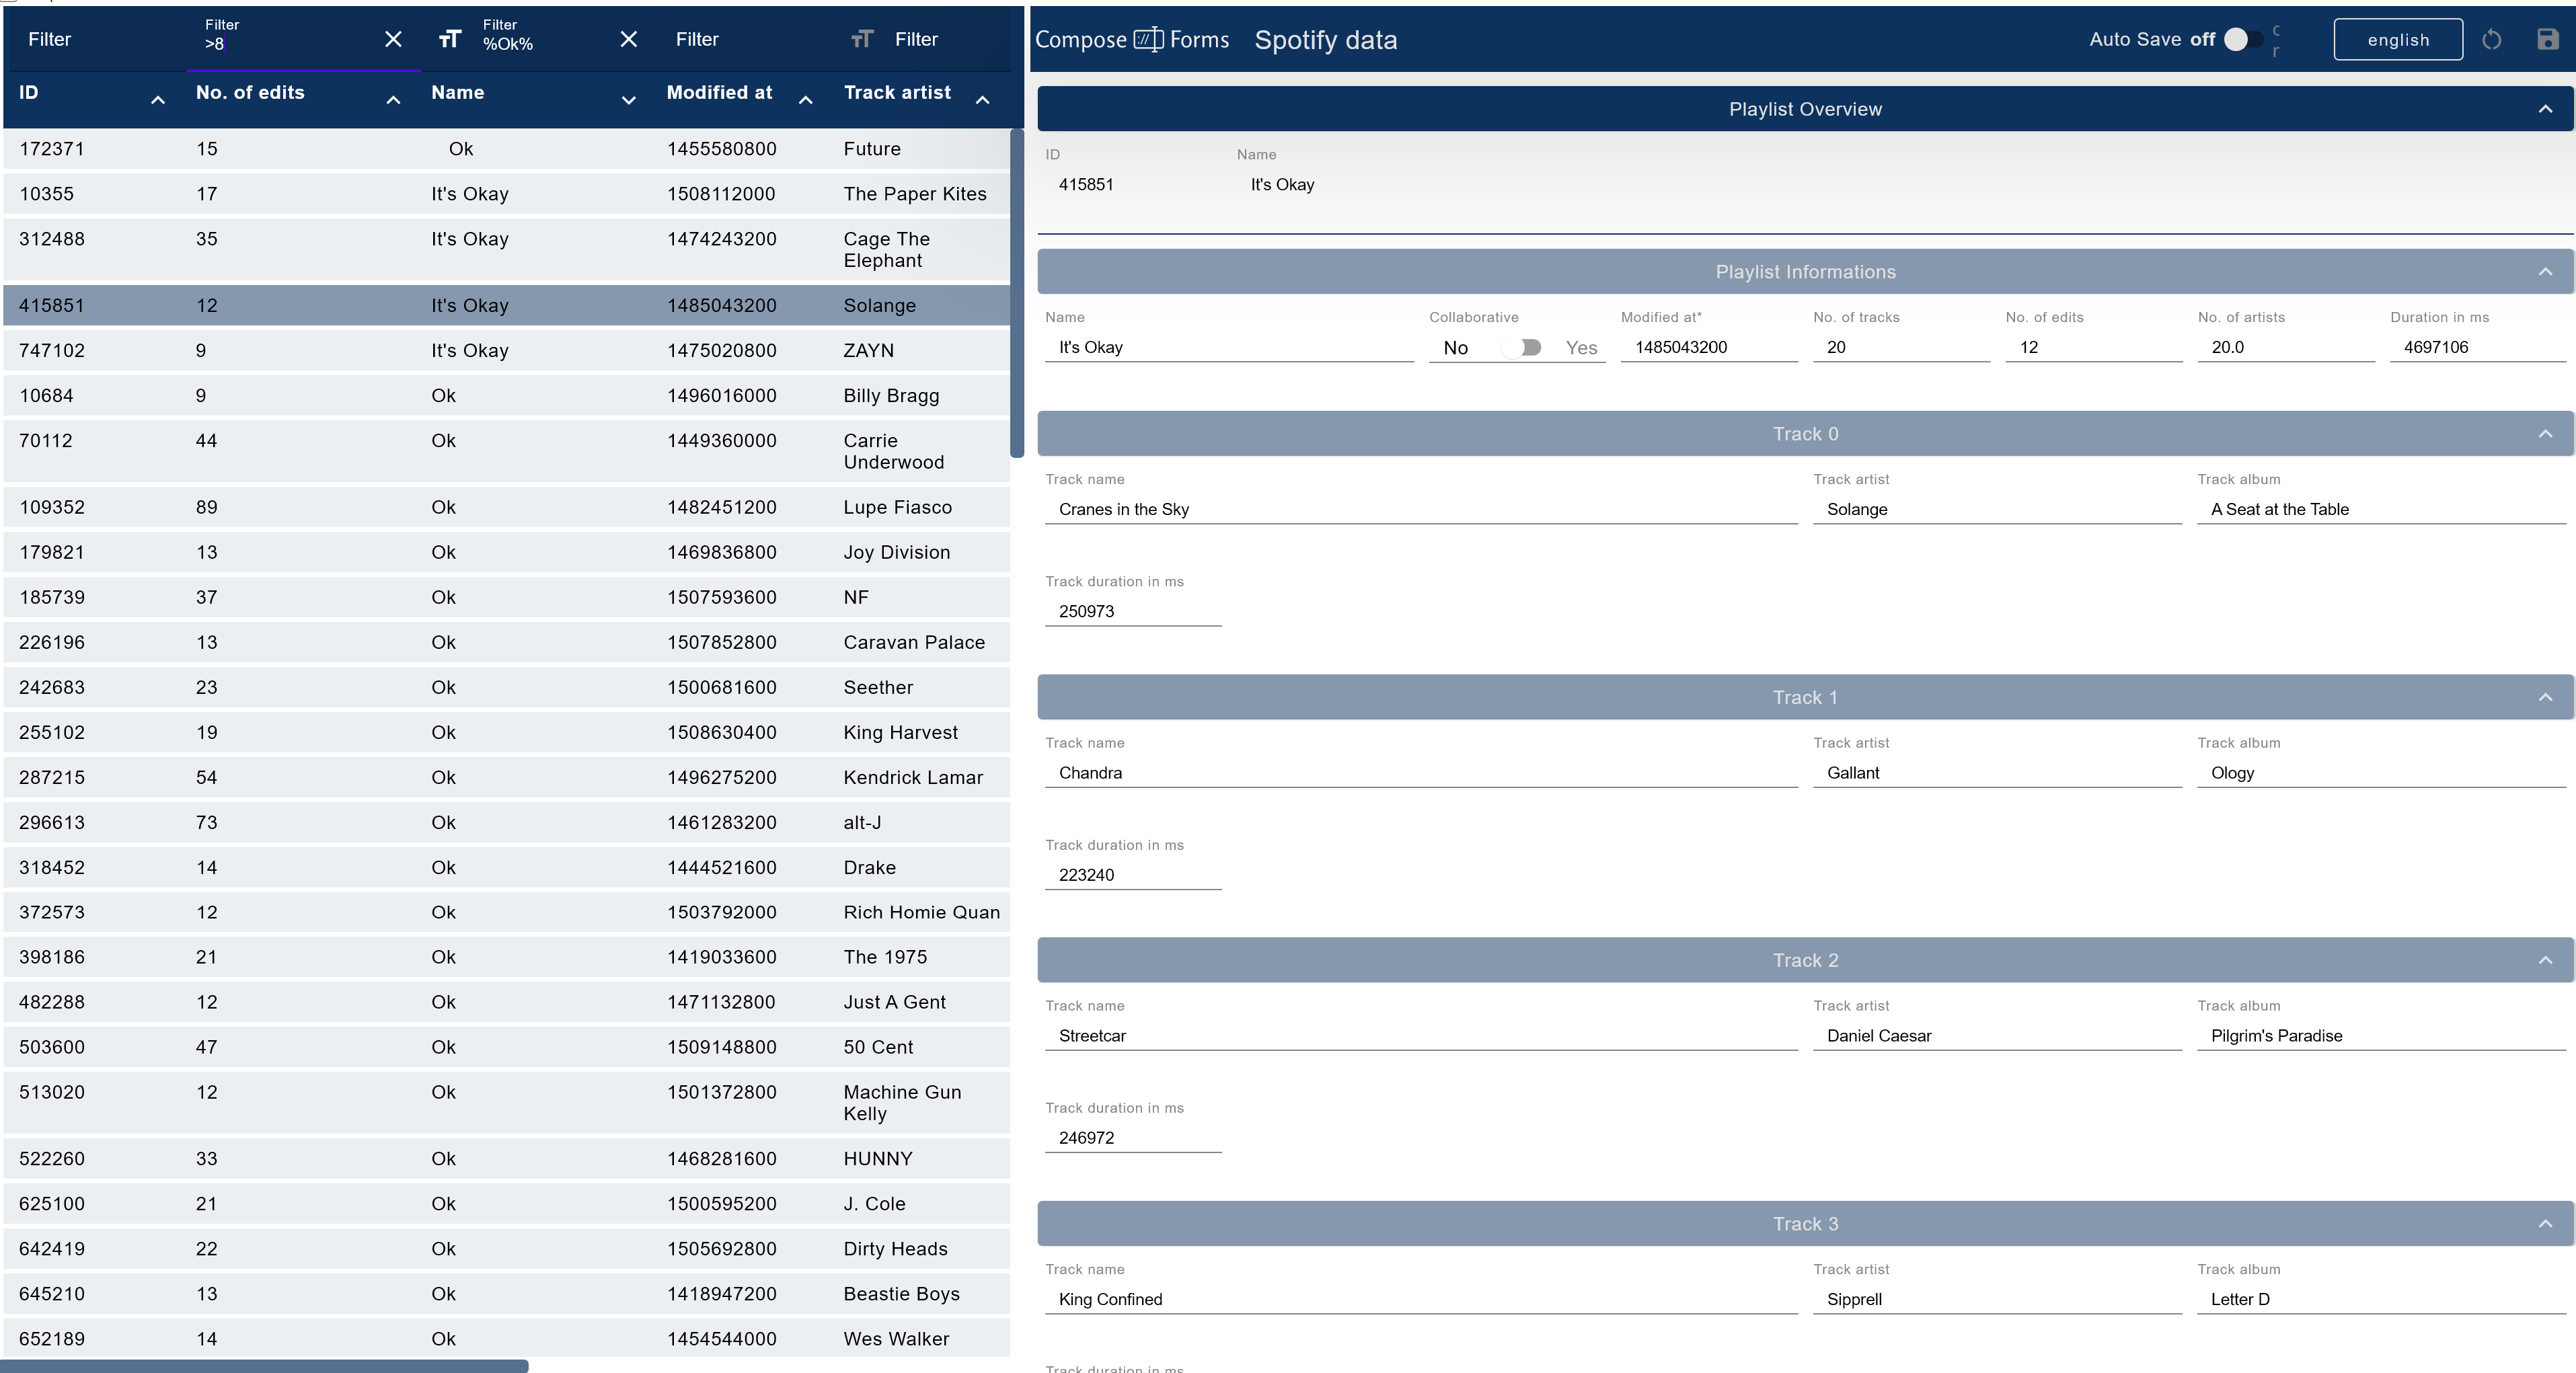 Filter
Filter
>8
Filter
%Ok%
Filter
Filter
ID No. of edits Name Modified at Track artist
172371 15 Ok 1455580800 Future
10355 17 It's Okay 1508112000 The Paper Kites
312488 35 It's Okay 1474243200 Cage The
Elephant
415851 12 It's Okay 1485043200 Solange
747102 9 It's Okay 1475020800 ZAYN
10684 9 Ok 1496016000 Billy Bragg
70112 44 Ok 1449360000 Carrie
Underwood
109352 89 Ok 1482451200 Lupe Fiasco
179821 13 Ok 1469836800 Joy Division
185739 37 Ok 1507593600 NF
226196 13 Ok 1507852800 Caravan Palace
242683 23 Ok 1500681600 Seether
255102 19 Ok 1508630400 King Harvest
287215 54 Ok 1496275200 Kendrick Lamar
296613 73 Ok 1461283200 alt-J
318452 14 Ok 1444521600 Drake
372573 12 Ok 1503792000 Rich Homie Quan
398186 21 Ok 1419033600 The 1975
482288 12 Ok 1471132800 Just A Gent
503600 47 Ok 1509148800 50 Cent
513020 12 Ok 1501372800 Machine Gun
Kelly
522260 33 Ok 1468281600 HUNNY
625100 21 Ok 1500595200 J. Cole
642419 22 Ok 1505692800 Dirty Heads
645210 13 Ok 1418947200 Beastie Boys
652189 14 Ok 1454544000 Wes Walker
Compose Forms Spotify data Auto Save off english
Playlist Overview
ID Name
415851 It's Okay
Playlist Informations
Name Collaborative Modified at* No. of tracks No. of edits No. of artists Duration in ms
It's Okay No Yes 1485043200 20 12 20.0 4697106
Track 0
Track name Track artist Track album
Cranes in the Sky Solange A Seat at the Table
Track duration in ms
250973
Track 1
Track name Track artist Track album
Chandra Gallant Ology
Track duration in ms
223240
Track 2
Track name Track artist Track album
Streetcar Daniel Caesar Pilgrim's Paradise
Track duration in ms
246972
Track 3
Track name Track artist Track album
King Confined Sipprell Letter D
Track duration in ms